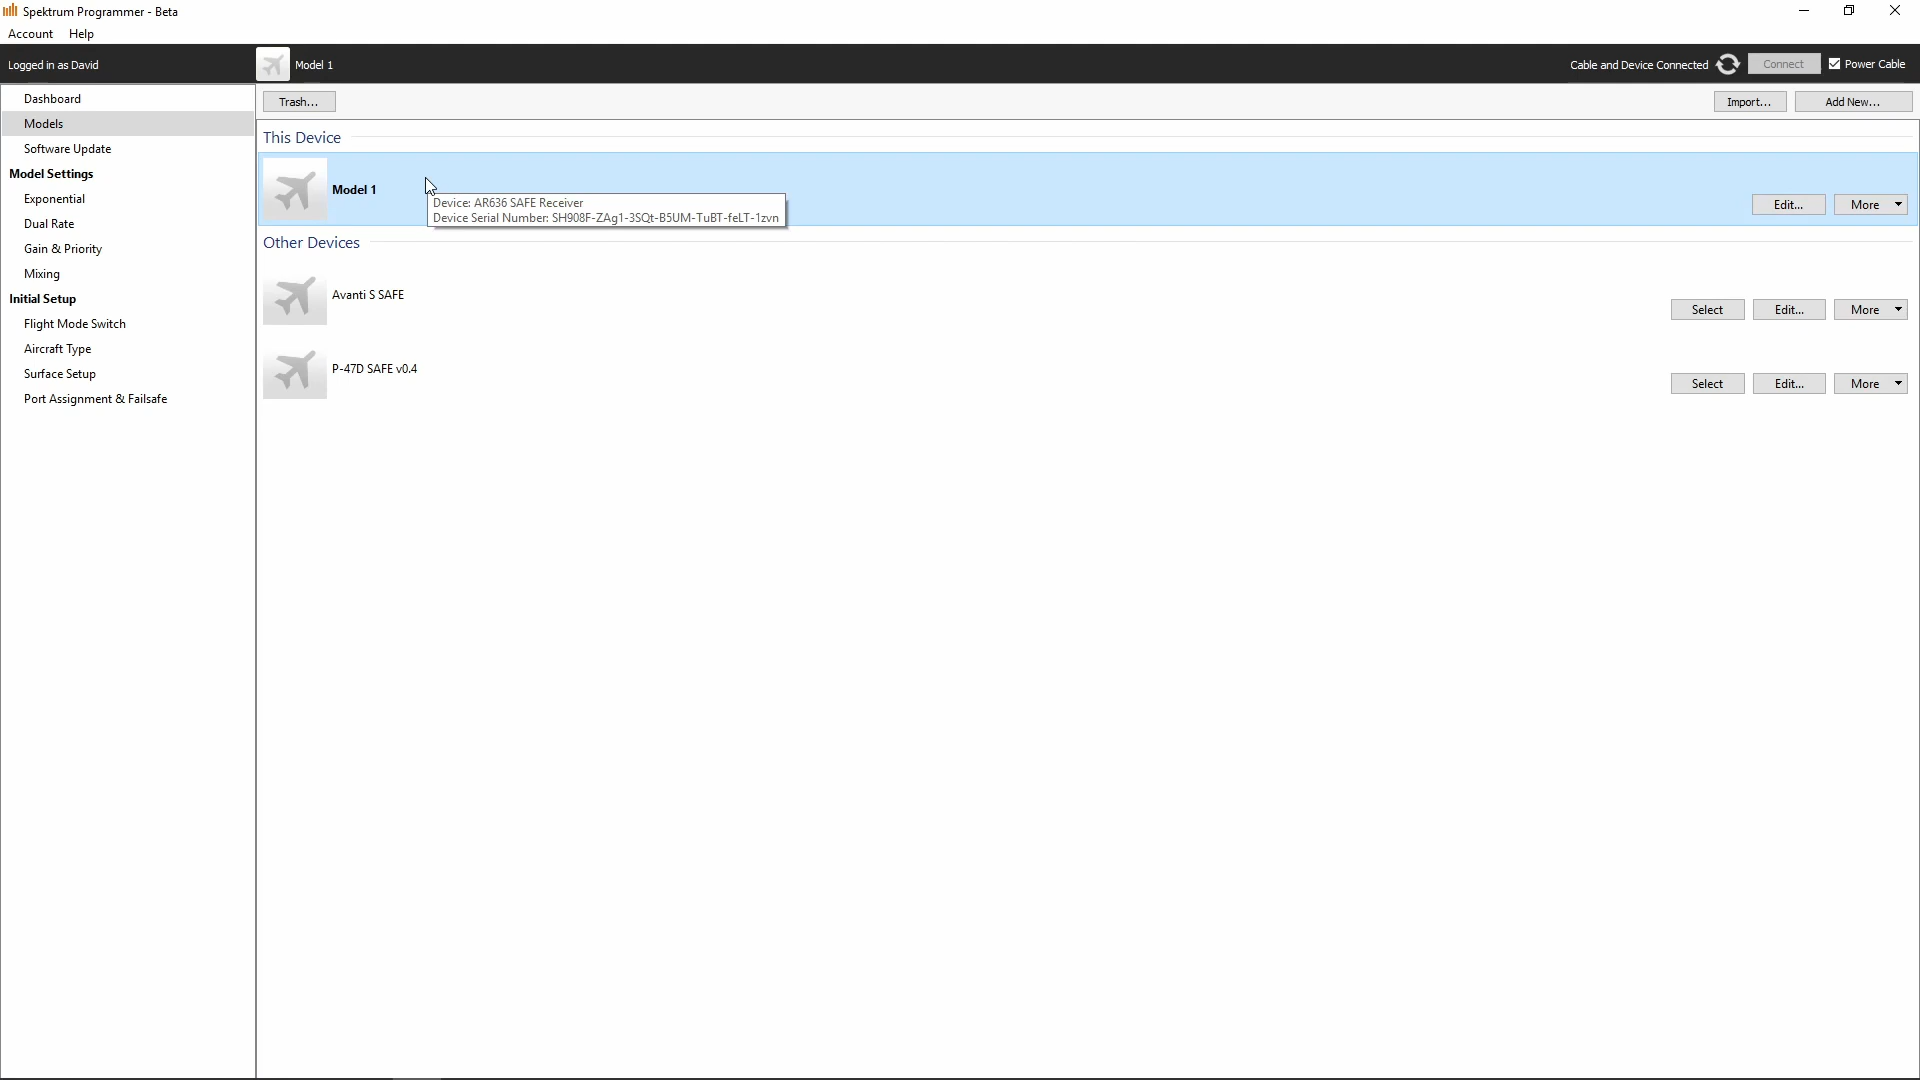 Spektrum Programmer - Beta
Account Help
Logged in as David
Model 1
Cable and Device Connected
Connect
Power Cable
Dashboard
Models
Software Update
Model Settings
Exponential
Dual Rate
Gain & Priority
Mixing
Initial Setup
Flight Mode Switch
Aircraft Type
Surface Setup
Port Assignment & Failsafe
Trash...
Import...
Add New...
This Device
Model 1
Device: AR636 SAFE Receiver
Device Serial Number: SH908F-ZAg1-3SQt-B5UM-TuBT-feLT-1zvn
Edit...
More
Other Devices
Avanti S SAFE
Select
Edit...
More
P-47D SAFE v0.4
Select
Edit...
More